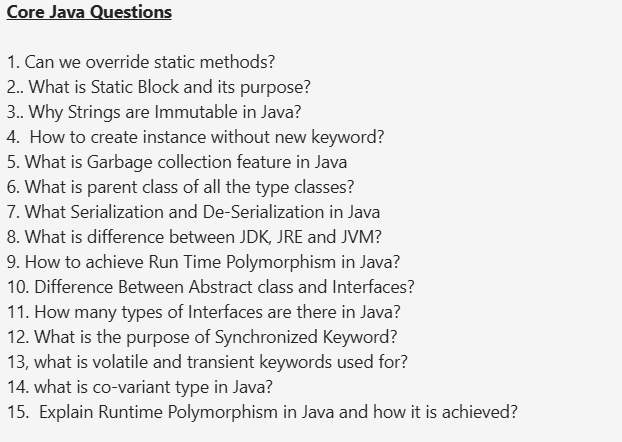 Core Java Questions
1. Can we override static methods?
2.. What is Static Block and its purpose?
3.. Why Strings are Immutable in Java?
4.  How to create instance without new keyword?
5. What is Garbage collection feature in Java
6. What is parent class of all the type classes?
7. What Serialization and De-Serialization in Java
8. What is difference between JDK, JRE and JVM?
9. How to achieve Run Time Polymorphism in Java?
10. Difference Between Abstract class and Interfaces?
11. How many types of Interfaces are there in Java?
12. What is the purpose of Synchronized Keyword?
13, what is volatile and transient keywords used for?
14. what is co-variant type in Java?
15.  Explain Runtime Polymorphism in Java and how it is achieved?